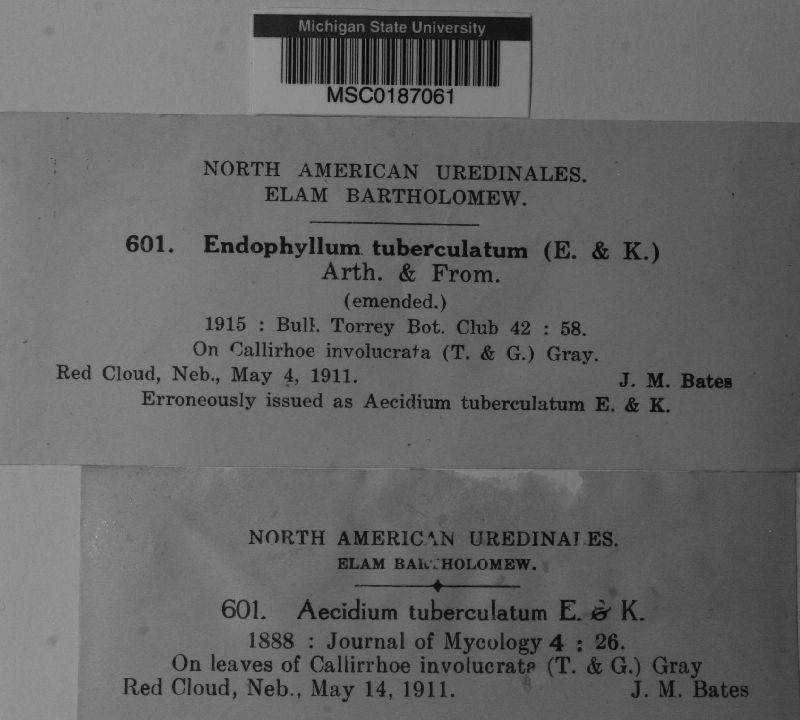 Michigan State University
MSC0187061
NORTH AMERICAN UREDINALES.
ELAM BARTHOLOMEW.
601. Endophyllum tuberculatum (E. & K.)
Arth. & From.
(emended.)
1915 : Bull. Torrey Bot. Club 42 : 58.
On Callirhoe involucrata (T. & G.) Gray.
Red Cloud, Neb., May 4, 1911. J. M. Bates
Erroneously issued as Aecidium tuberculatum E. & K.
NORTH AMERICAN UREDINALES.
ELAM BARTHOLOMEW.
601. Aecidium tuberculatum E. & K.
1888 : Journal of Mycology 4 : 26.
On leaves of Callirrhoe involucrata (T. & G.) Gray
Red Cloud, Neb., May 14, 1911. J. M. Bates